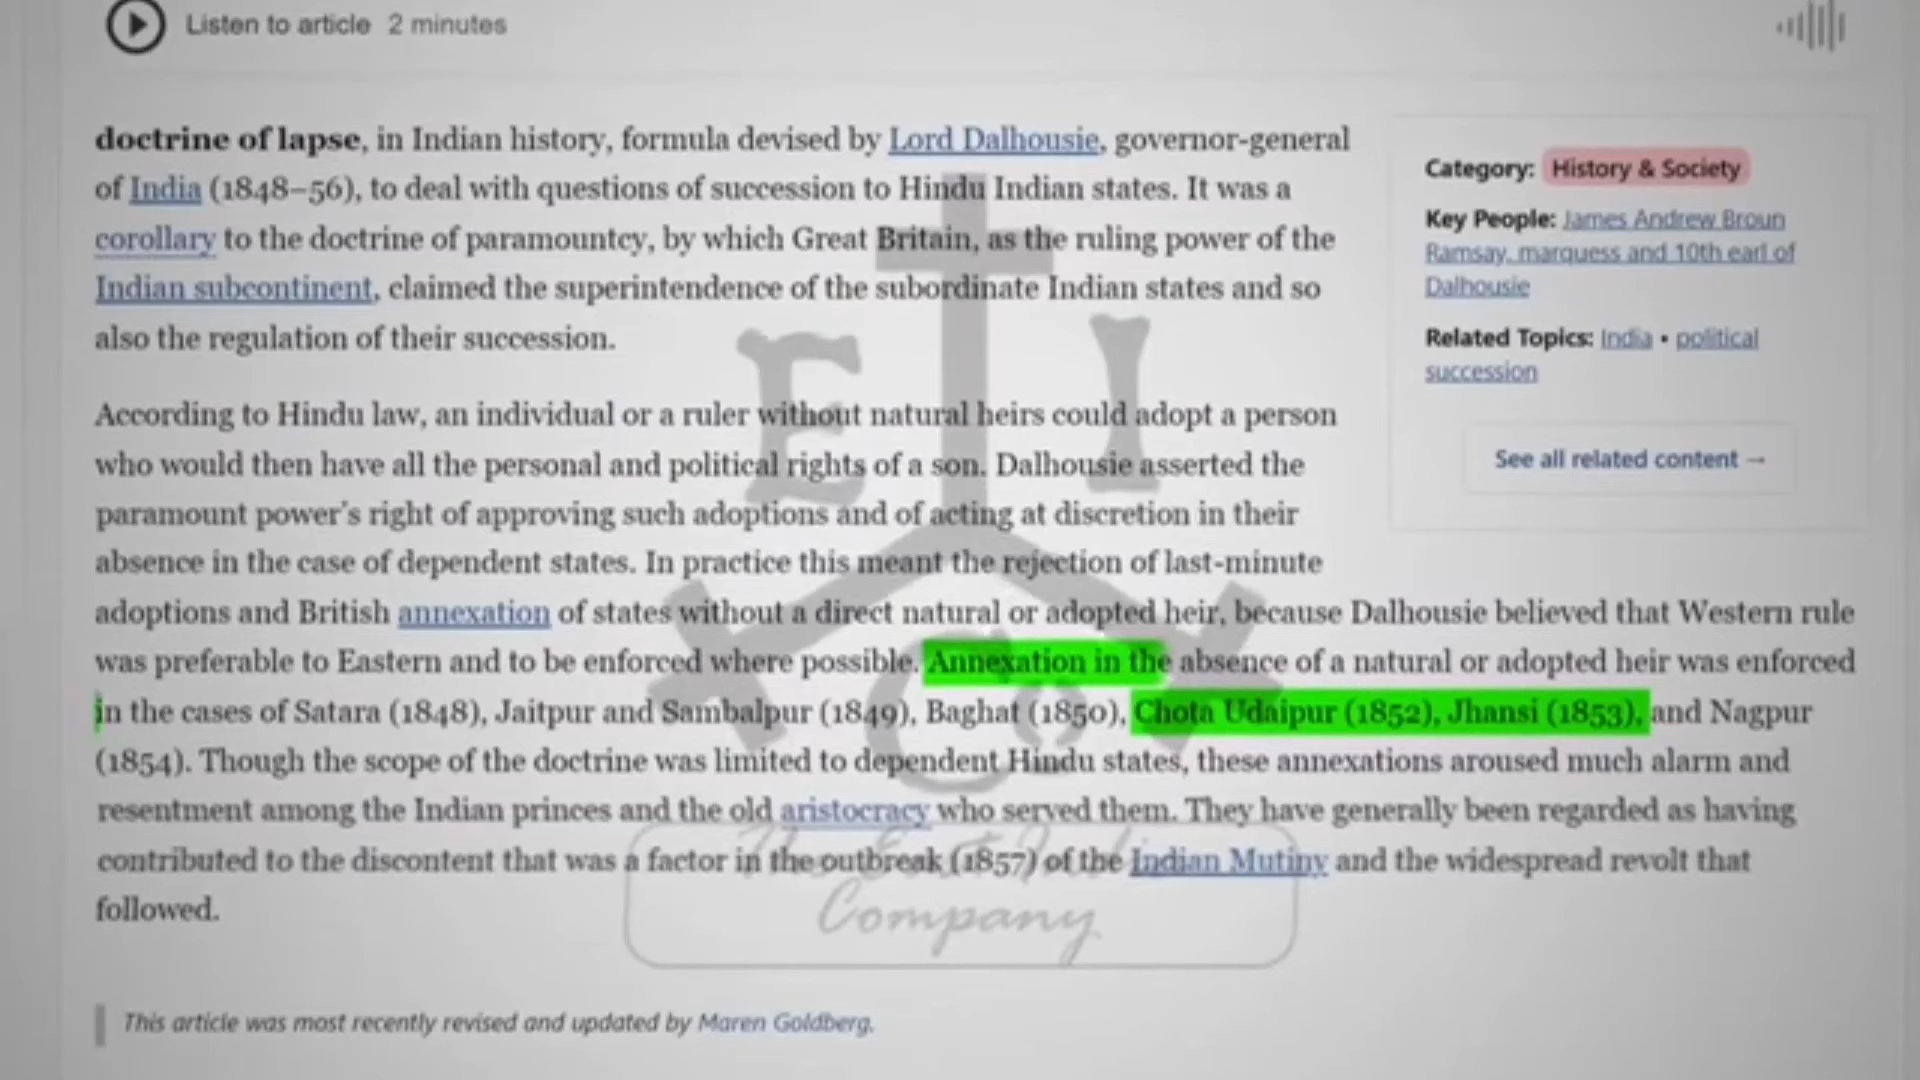 Listen to article 2 minutes
doctrine of lapse, in Indian history, formula devised by Lord Dalhousie, governor-general
of India (1848–56), to deal with questions of succession to Hindu Indian states. It was a
corollary to the doctrine of paramountcy, by which Great Britain, as the ruling power of the
Indian subcontinent, claimed the superintendence of the subordinate Indian states and so
also the regulation of their succession.
According to Hindu law, an individual or a ruler without natural heirs could adopt a person
who would then have all the personal and political rights of a son. Dalhousie asserted the
paramount power's right of approving such adoptions and of acting at discretion in their
absence in the case of dependent states. In practice this meant the rejection of last-minute
adoptions and British annexation of states without a direct natural or adopted heir, because Dalhousie believed that Western rule
was preferable to Eastern and to be enforced where possible. Annexation in the absence of a natural or adopted heir was enforced
in the cases of Satara (1848), Jaitpur and Sambalpur (1849), Baghat (1850), Chota Udaipur (1852), Jhansi (1853), and Nagpur
(1854). Though the scope of the doctrine was limited to dependent Hindu states, these annexations aroused much alarm and
resentment among the Indian princes and the old aristocracy who served them. They have generally been regarded as having
contributed to the discontent that was a factor in the outbreak (1857) of the Indian Mutiny and the widespread revolt that
followed.
This article was most recently revised and updated by Maren Goldberg.
Category: History & Society
Key People: James Andrew Broun
Ramsay, marquess and 10th earl of
Dalhousie
Related Topics: India • political
succession
See all related content →
E I
C
Company